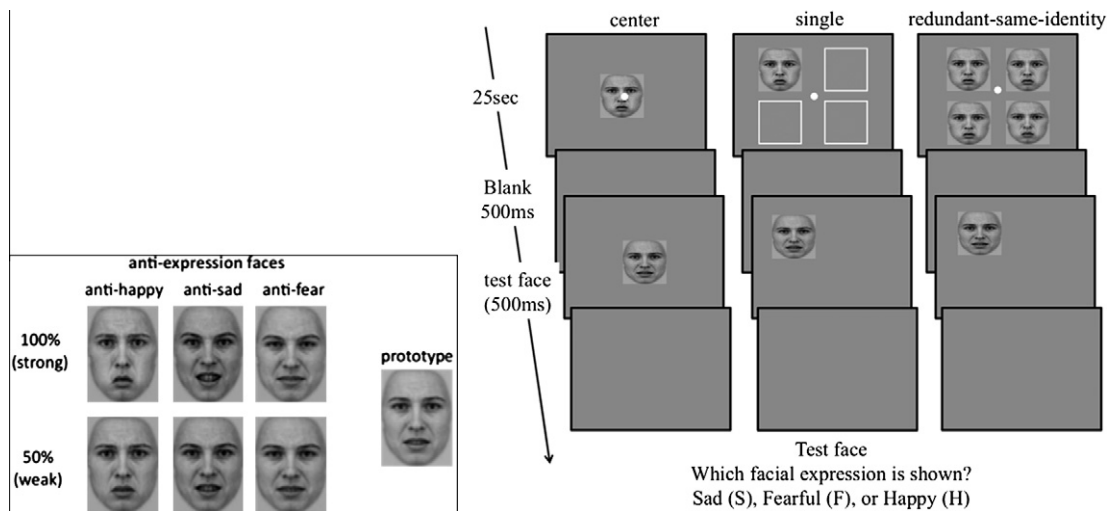 anti-expression faces
anti-happy anti-sad anti-fear
100%
(strong)
prototype
50%
(weak)
center single redundant-same-identity
25sec
Blank
500ms
test face
(500ms)
Test face
Which facial expression is shown?
Sad (S), Fearful (F), or Happy (H)